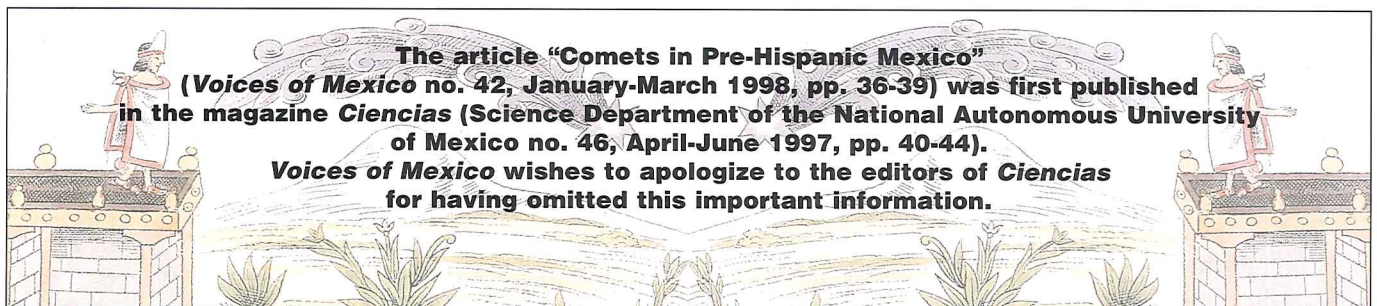 The article “Comets in Pre-Hispanic Mexico”
(Voices of Mexico no. 42, January-March 1998, pp. 36-39) was first published
in the magazine Ciencias (Science Department of the National Autonomous University
of Mexico no. 46, April-June 1997, pp. 40-44).
Voices of Mexico wishes to apologize to the editors of Ciencias
for having omitted this important information.